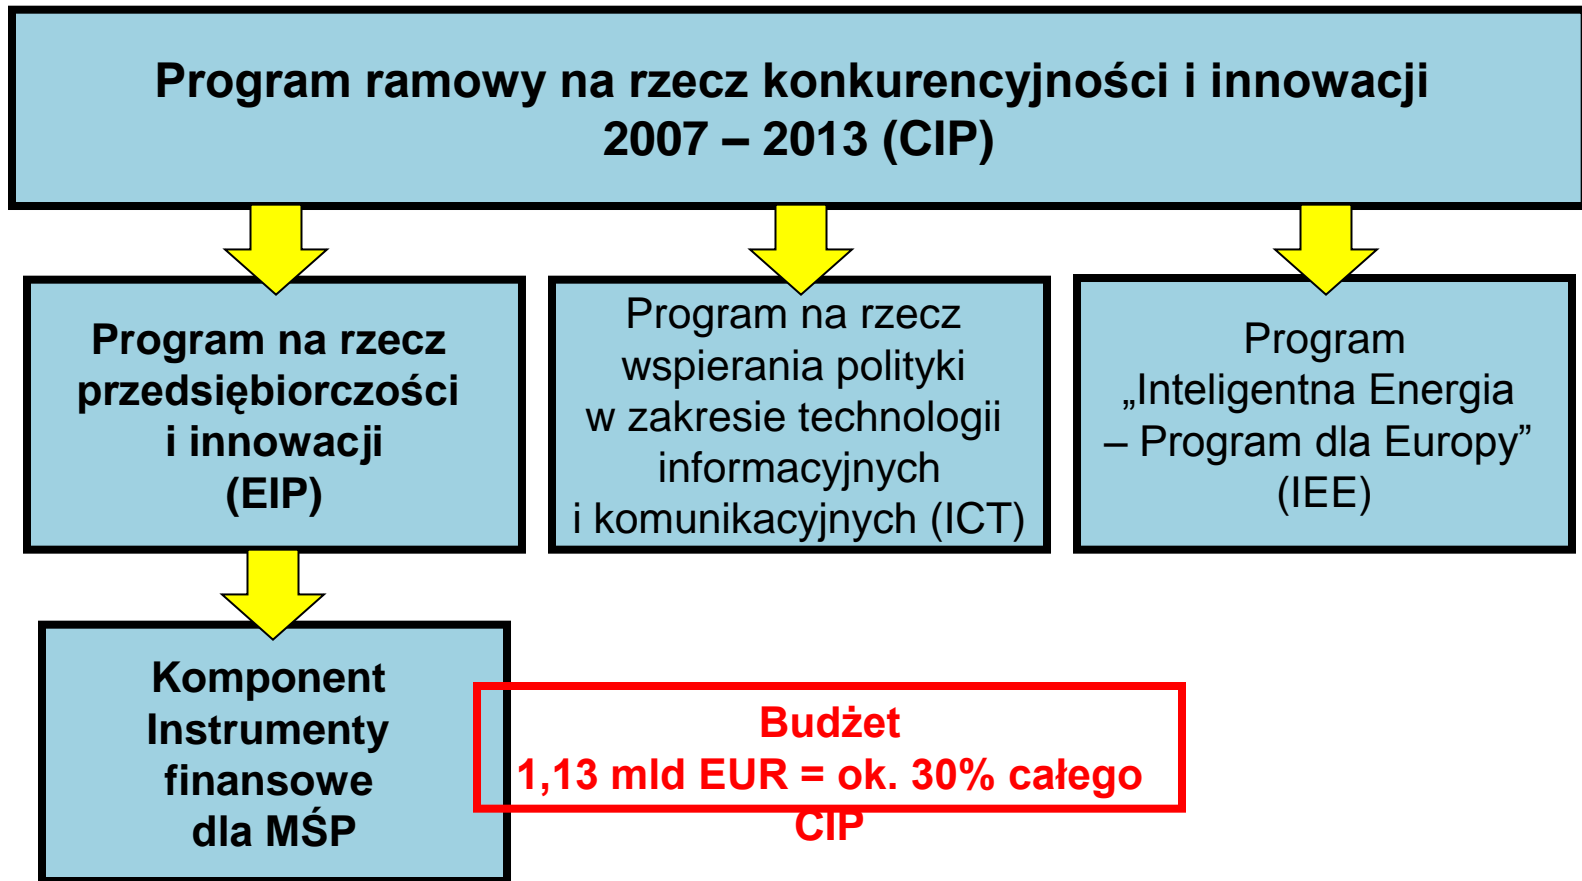 Program ramowy na rzecz konkurencyjności i innowacji
2007 – 2013 (CIP)
Program na rzecz
przedsiębiorczości
i innowacji
(EIP)
Program na rzecz
wspierania polityki
w zakresie technologii
informacyjnych
i komunikacyjnych (ICT)
Program
„Inteligentna Energia
– Program dla Europy”
(IEE)
Komponent
Instrumenty
finansowe
dla MŚP
Budżet
1,13 mld EUR = ok. 30% całego
CIP